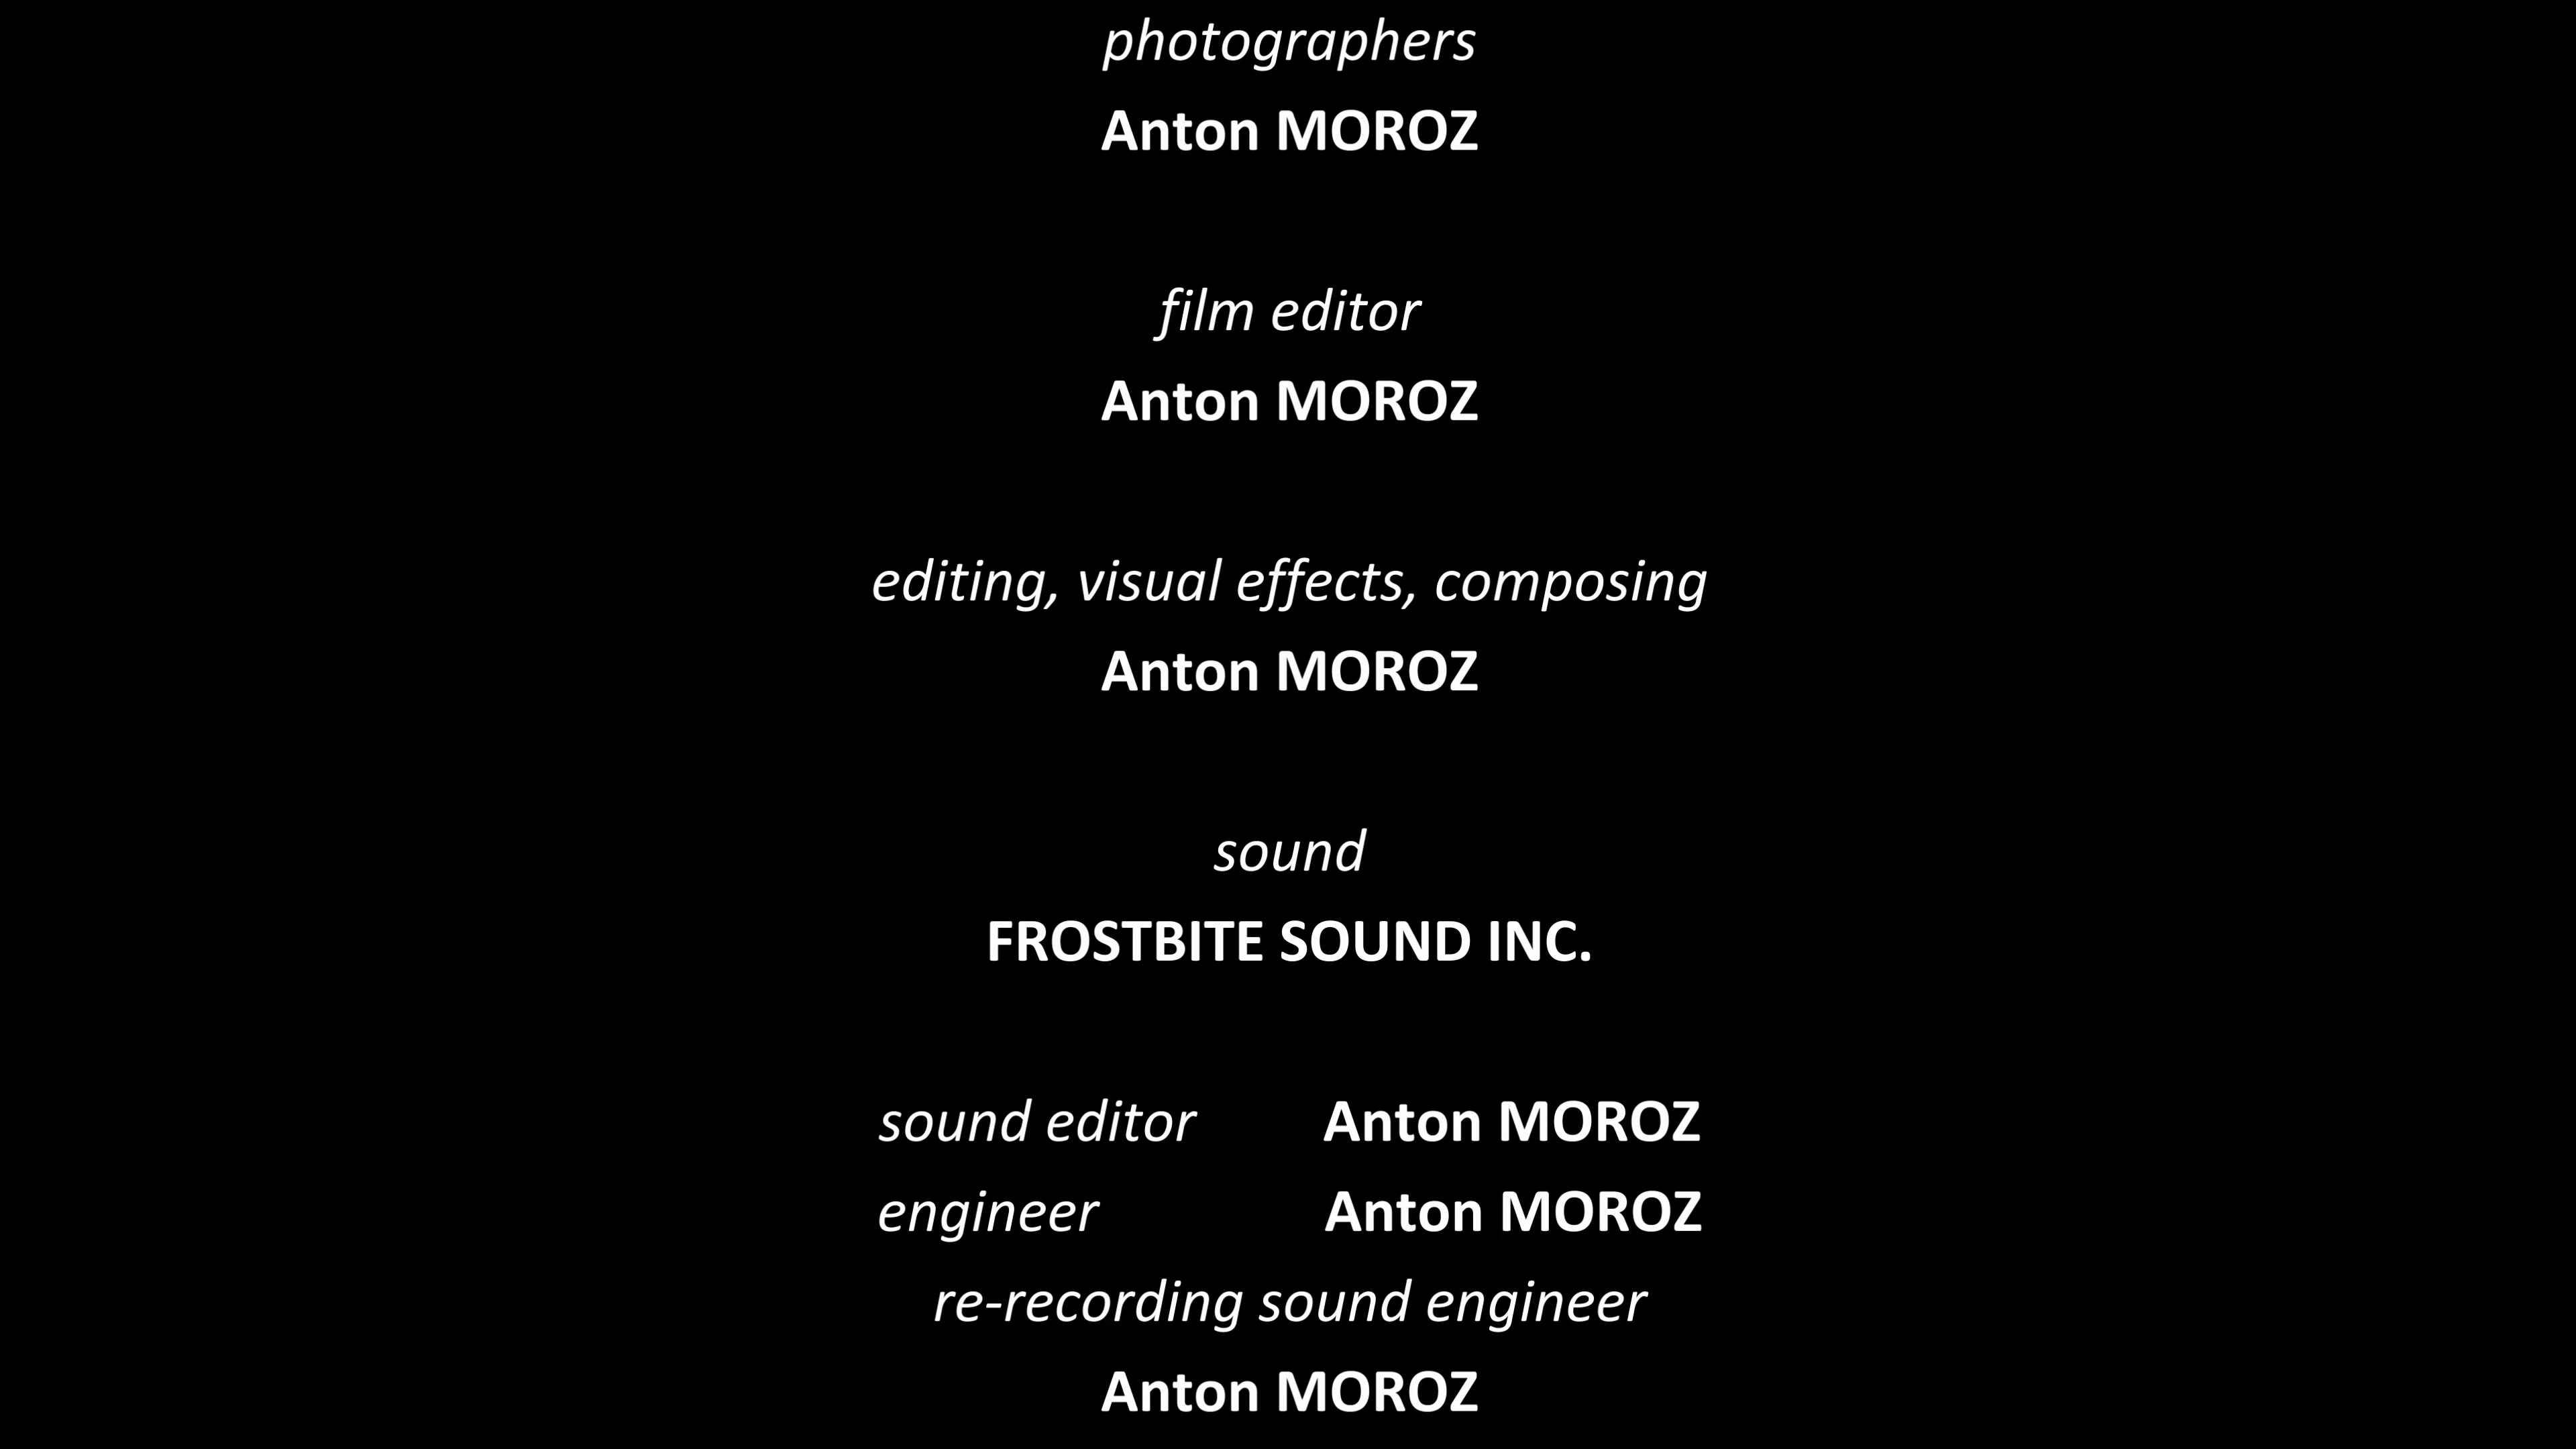 photographers
Anton MOROZ
film editor
Anton MOROZ
editing, visual effects, composing
Anton MOROZ
sound
FROSTBITE SOUND INC.
sound editor Anton MOROZ
engineer Anton MOROZ
re-recording sound engineer
Anton MOROZ